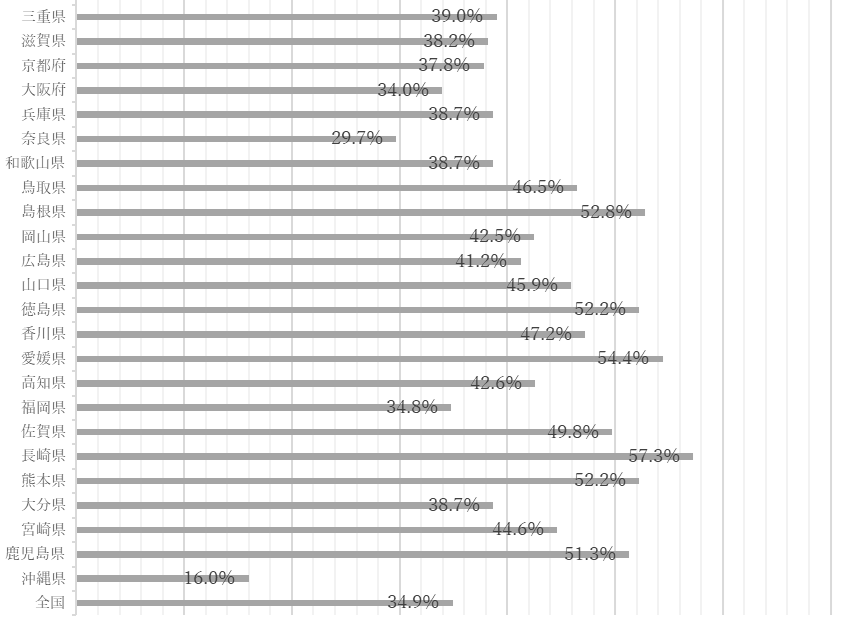 三重県 39.0%
滋賀県 38.2%
京都府 37.8%
大阪府 34.0%
兵庫県 38.7%
奈良県 29.7%
和歌山県 38.7%
鳥取県 46.5%
島根県 52.8%
岡山県 42.5%
広島県 41.2%
山口県 45.9%
徳島県 52.2%
香川県 47.2%
愛媛県 54.4%
高知県 42.6%
福岡県 34.8%
佐賀県 49.8%
長崎県 57.3%
熊本県 52.2%
大分県 38.7%
宮崎県 44.6%
鹿児島県 51.3%
沖縄県 16.0%
全国 34.9%